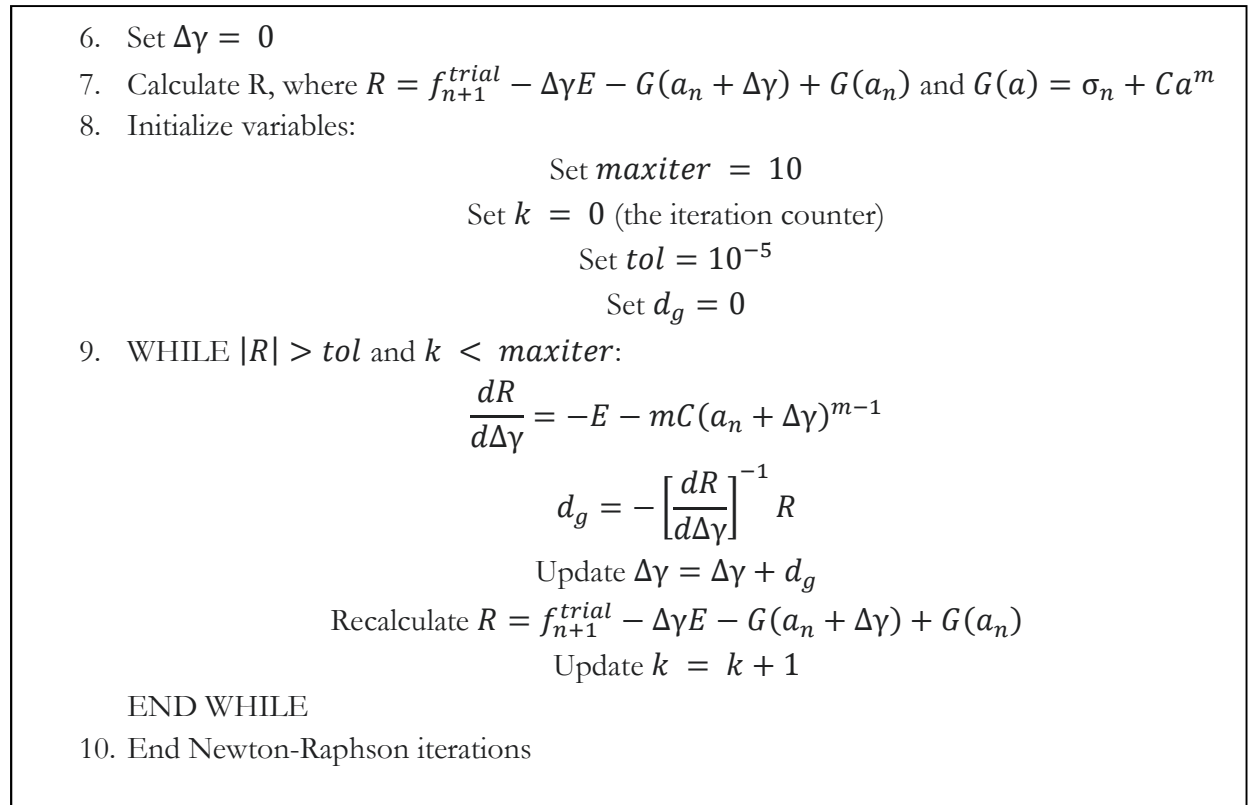 6. Set Δγ = 0
7. Calculate R, where R = f_{n+1}^{trial} − ΔγE − G(a_n + Δγ) + G(a_n) and G(a) = σ_n + Ca^m
8. Initialize variables:
Set maxiter = 10
Set k = 0 (the iteration counter)
Set tol = 10^{−5}
Set d_g = 0
9. WHILE |R| > tol and k < maxiter:
dR/dΔγ = −E − mC(a_n + Δγ)^{m−1}
d_g = −[dR/dΔγ]^{−1} R
Update Δγ = Δγ + d_g
Recalculate R = f_{n+1}^{trial} − ΔγE − G(a_n + Δγ) + G(a_n)
Update k = k + 1
END WHILE
10. End Newton-Raphson iterations